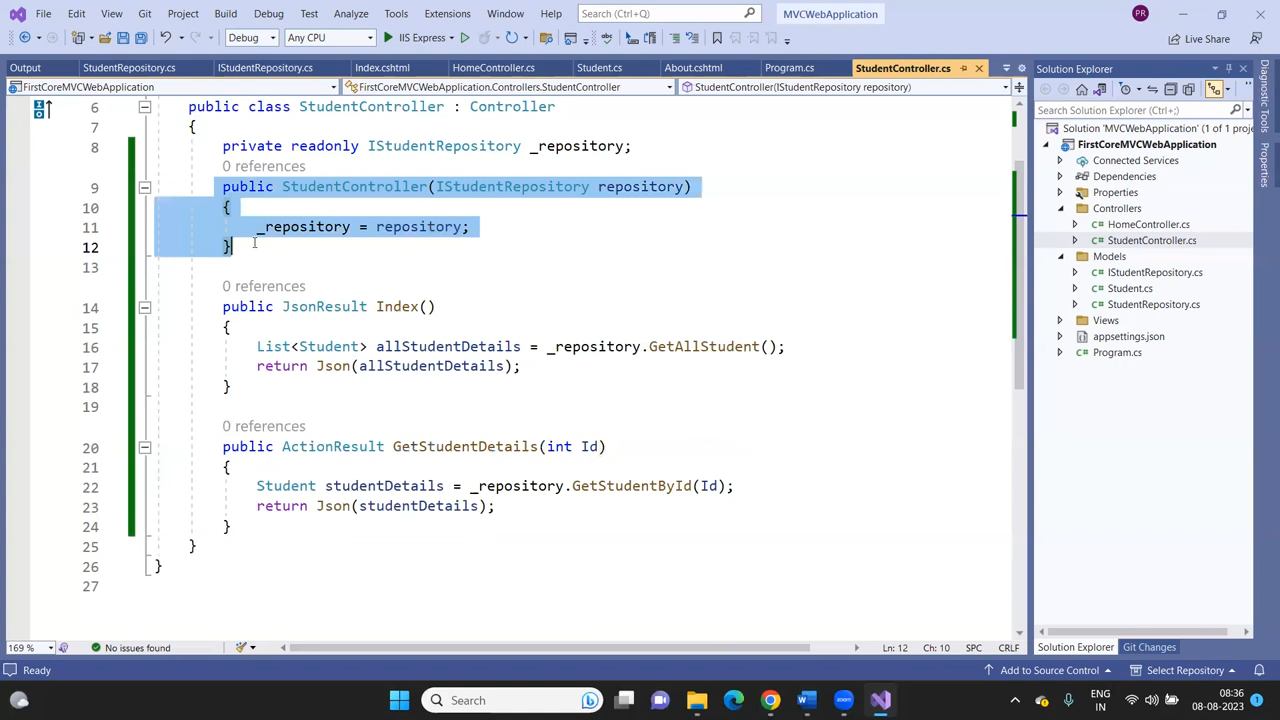 File Edit View Git Project Build Debug Test Analyze Tools Extensions Window Help Search (Ctrl+Q) MVCWebApplication PR
Debug Any CPU IIS Express Live Share
Output StudentRepository.cs IStudentRepository.cs Index.cshtml HomeController.cs Student.cs About.cshtml Program.cs StudentController.cs
FirstCoreMVCWebApplication FirstCoreMVCWebApplication.Controllers.StudentController StudentController(IStudentRepository repository)
6 public class StudentController : Controller
7 {
8 private readonly IStudentRepository _repository;
0 references
9 public StudentController(IStudentRepository repository)
10 {
11 _repository = repository;
12 }
13
0 references
14 public JsonResult Index()
15 {
16 List<Student> allStudentDetails = _repository.GetAllStudent();
17 return Json(allStudentDetails);
18 }
19
0 references
20 public ActionResult GetStudentDetails(int Id)
21 {
22 Student studentDetails = _repository.GetStudentById(Id);
23 return Json(studentDetails);
24 }
25 }
26 }
27
169 % No issues found Ln: 12 Ch: 10 SPC CRLF
Solution Explorer
Search Solution Explorer (Ctrl+;)
Solution 'MVCWebApplication' (1 of 1 proje
FirstCoreMVCWebApplication
Connected Services
Dependencies
Properties
Controllers
C# HomeController.cs
C# StudentController.cs
Models
C# IStudentRepository.cs
C# Student.cs
C# StudentRepository.cs
Views
appsettings.json
C# Program.cs
Solution Explorer Git Changes
Diagnostic Tools
Properties
Ready Add to Source Control Select Repository
Search ENG IN 08:36 08-08-2023